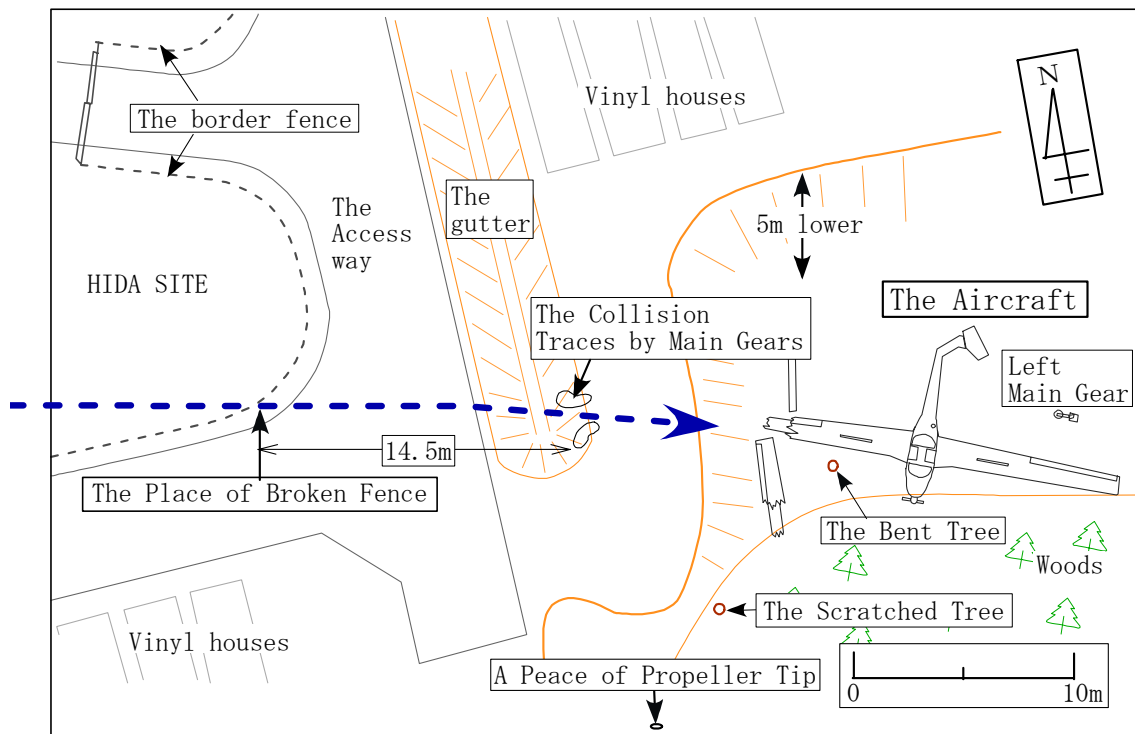 N
Vinyl houses
The border fence
The
gutter
The
Access
way
5m lower
HIDA SITE
The Aircraft
The Collision
Traces by Main Gears
Left
Main Gear
14.5m
The Place of Broken Fence
The Bent Tree
Woods
The Scratched Tree
Vinyl houses
A Peace of Propeller Tip
0
10m